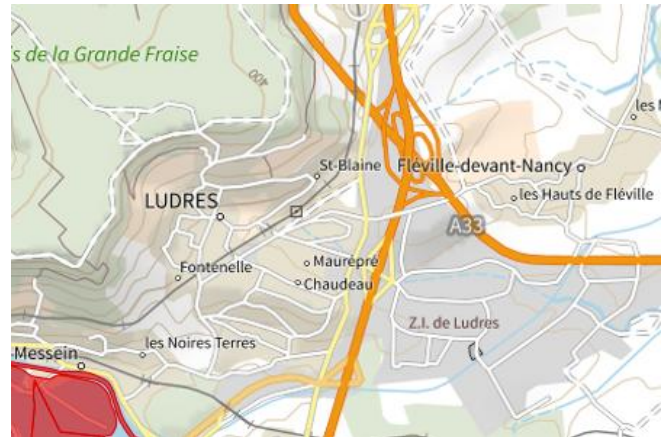 is de la Grande Fraise
400
les
St-Blaine
Fléville-devant-Nancy
les Hauts de Fléville
LUDRES
A33
Maurépré
Fontenelle
Chaudeau
Z.I. de Ludres
les Noires Terres
Messein